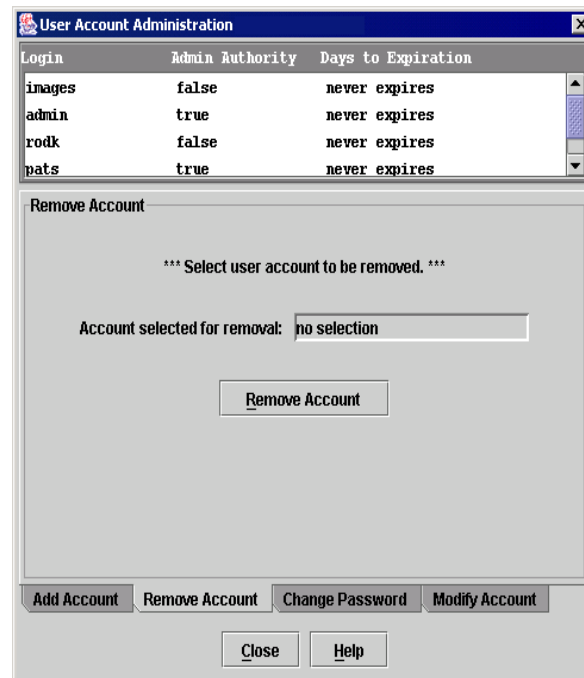 User Account Administration
Login Admin Authority Days to Expiration
images false never expires
admin true never expires
rodk false never expires
pats true never expires
Remove Account
*** Select user account to be removed. ***
Account selected for removal: no selection
Remove Account
Add Account Remove Account Change Password Modify Account
Close Help